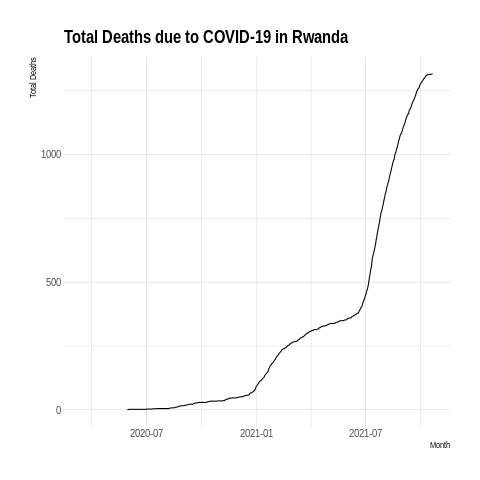 Total Deaths due to COVID-19 in Rwanda
Total Deaths
1000
500
0
2020-07
2021-01
2021-07
Month